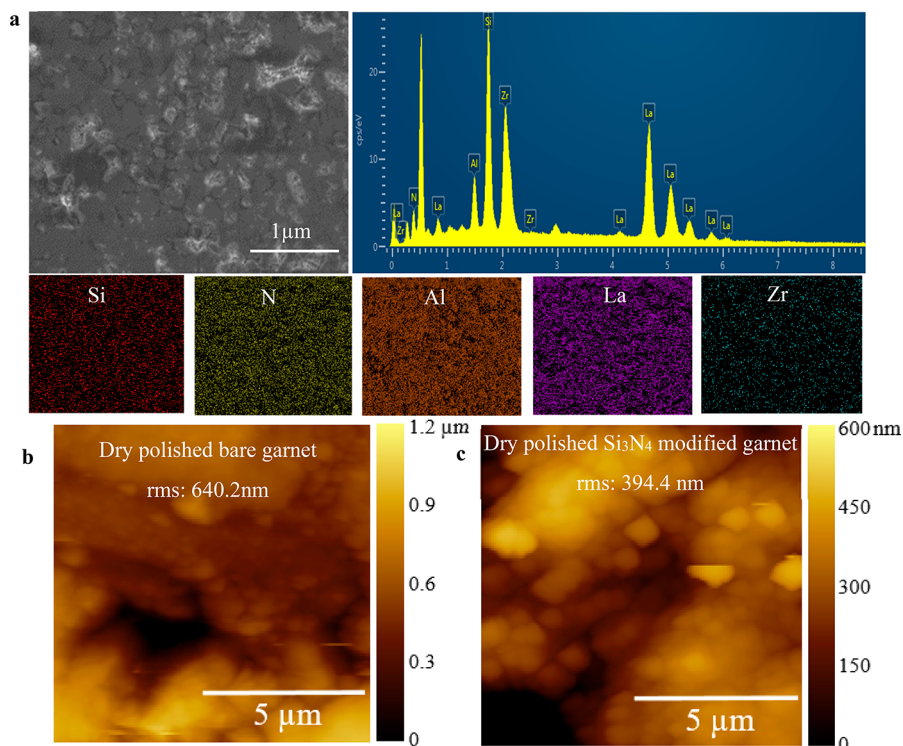 a
1µm
cps/eV
20
10
0
Si
Zr
La
Al
La
N
La
La
Zr
Zr
La
La
La
La
0 1 2 3 4 5 6 7 8
Si
N
Al
La
Zr
b
Dry polished bare garnet
rms: 640.2nm
5 µm
1.2 µm
0.9
0.6
0.3
0
c
Dry polished Si₃N₄ modified garnet
rms: 394.4 nm
5 µm
600 nm
450
300
150
0